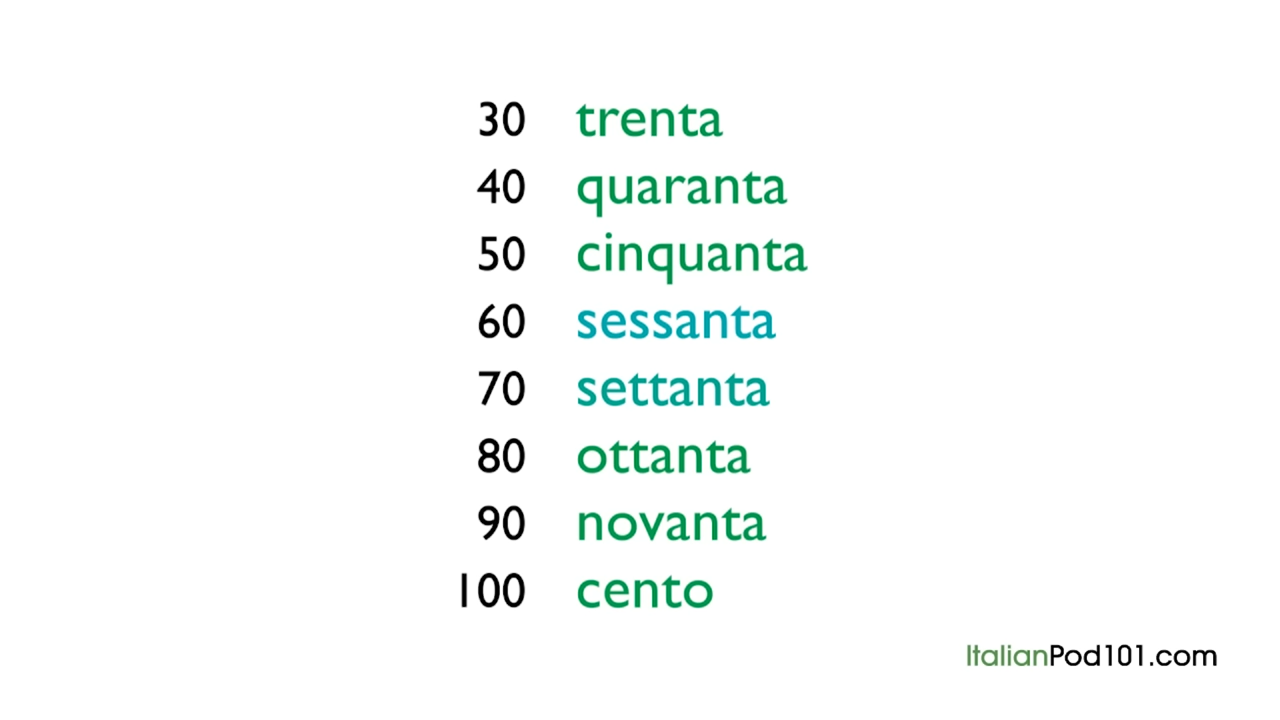 30 trenta
40 quaranta
50 cinquanta
60 sessanta
70 settanta
80 ottanta
90 novanta
100 cento
ItalianPod101.com